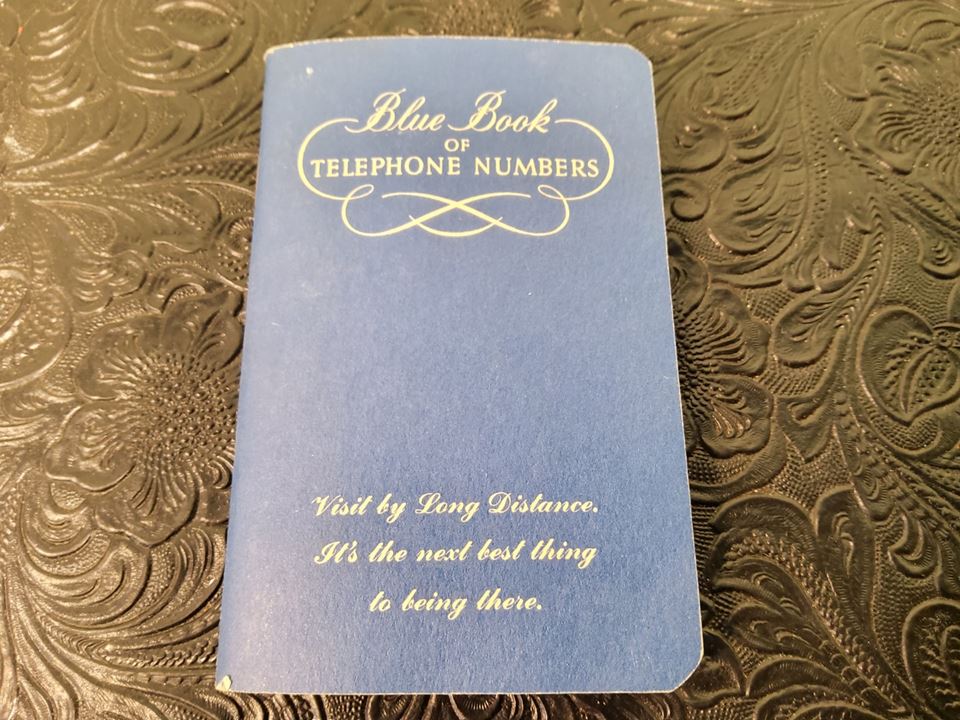 Blue Book
OF
TELEPHONE NUMBERS
Visit by Long Distance.
It's the next best thing
to being there.